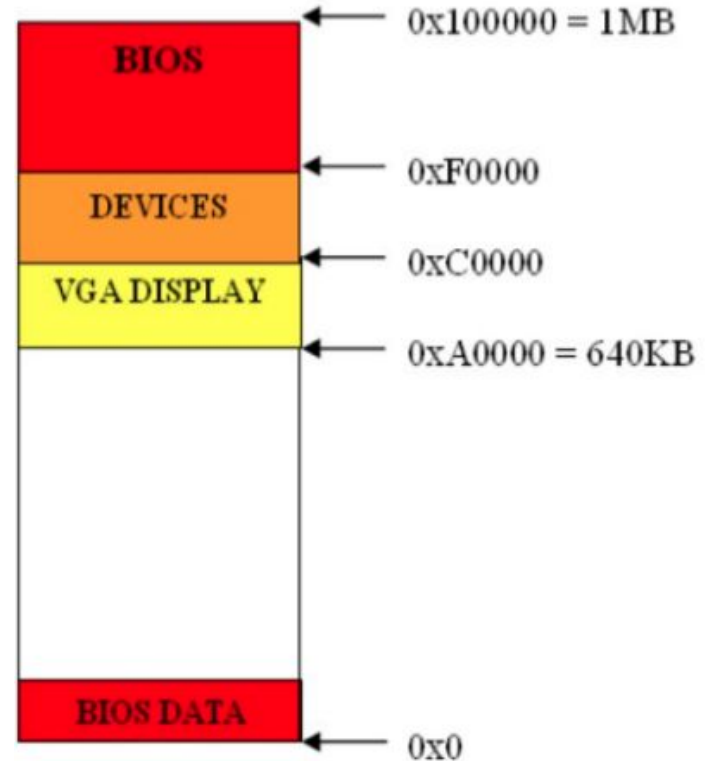 0x100000 = 1MB
BIOS
0xF0000
DEVICES
0xC0000
VGA DISPLAY
0xA0000 = 640KB
BIOS DATA
0x0